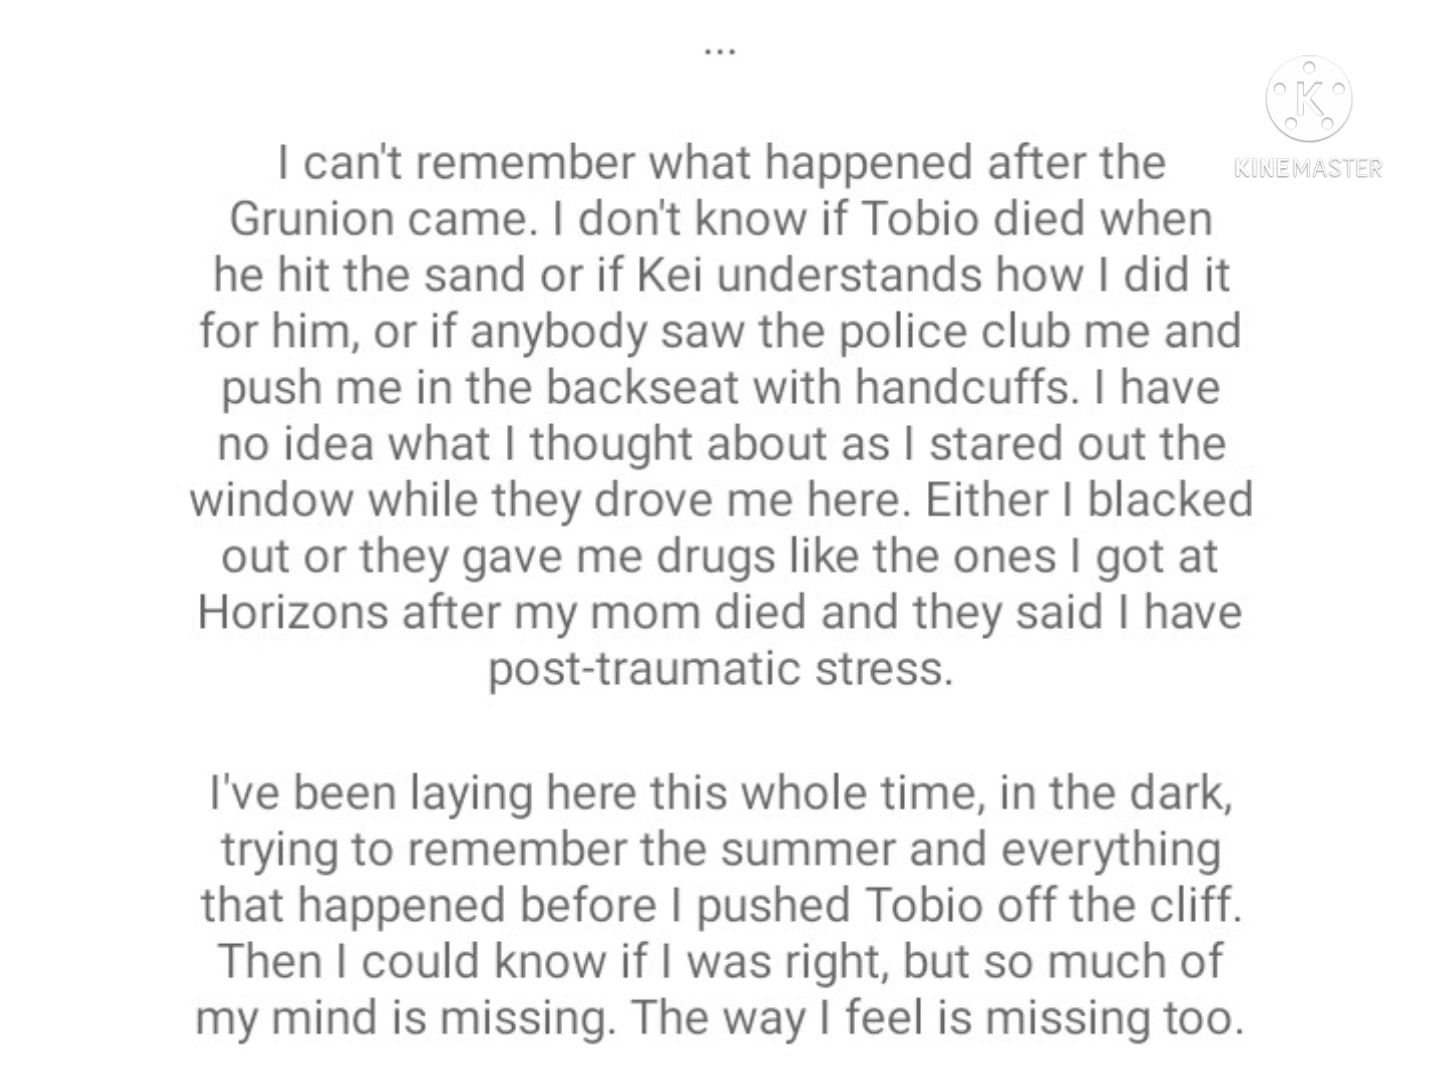 ...
KINEMASTER
I can't remember what happened after the
Grunion came. I don't know if Tobio died when
he hit the sand or if Kei understands how I did it
for him, or if anybody saw the police club me and
push me in the backseat with handcuffs. I have
no idea what I thought about as I stared out the
window while they drove me here. Either I blacked
out or they gave me drugs like the ones I got at
Horizons after my mom died and they said I have
post-traumatic stress.
I've been laying here this whole time, in the dark,
trying to remember the summer and everything
that happened before I pushed Tobio off the cliff.
Then I could know if I was right, but so much of
my mind is missing. The way I feel is missing too.